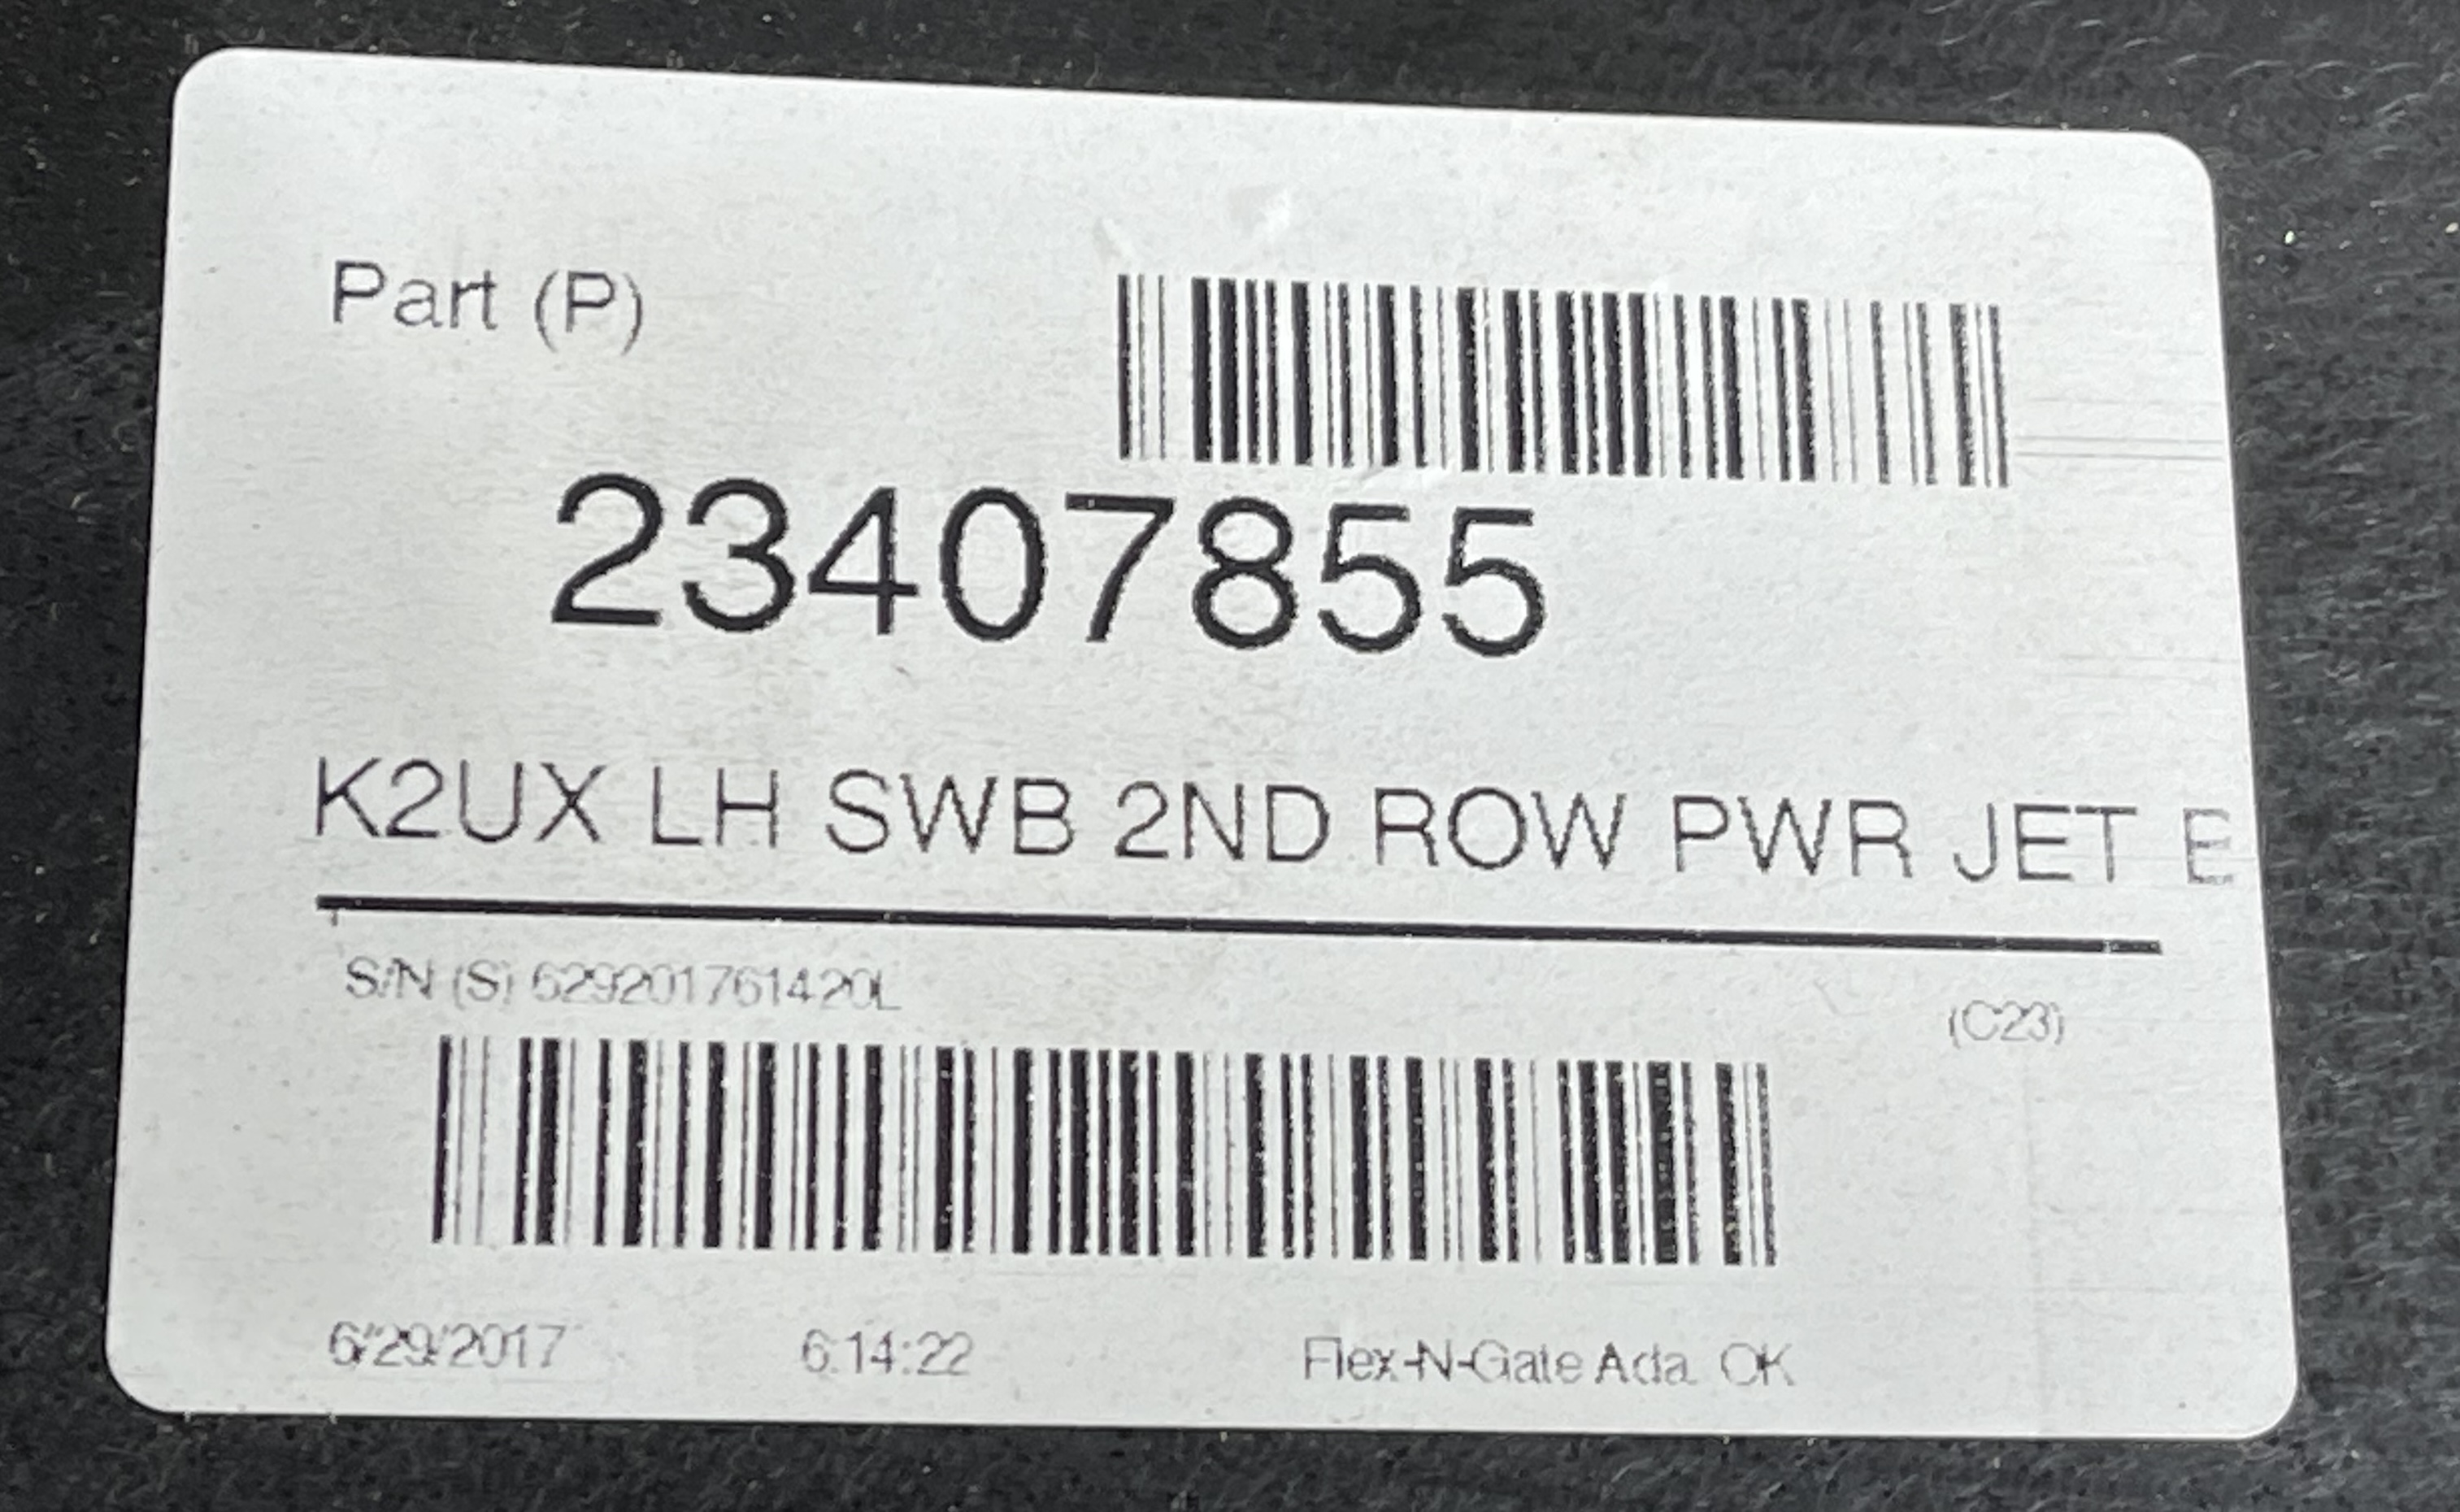 Part (P)
23407855
K2UX LH SWB 2ND ROW PWR JET
S/N (S) 629201761420L
(C23)
6/29/2017 6:14:22 Flex-N-Gate Ada. OK